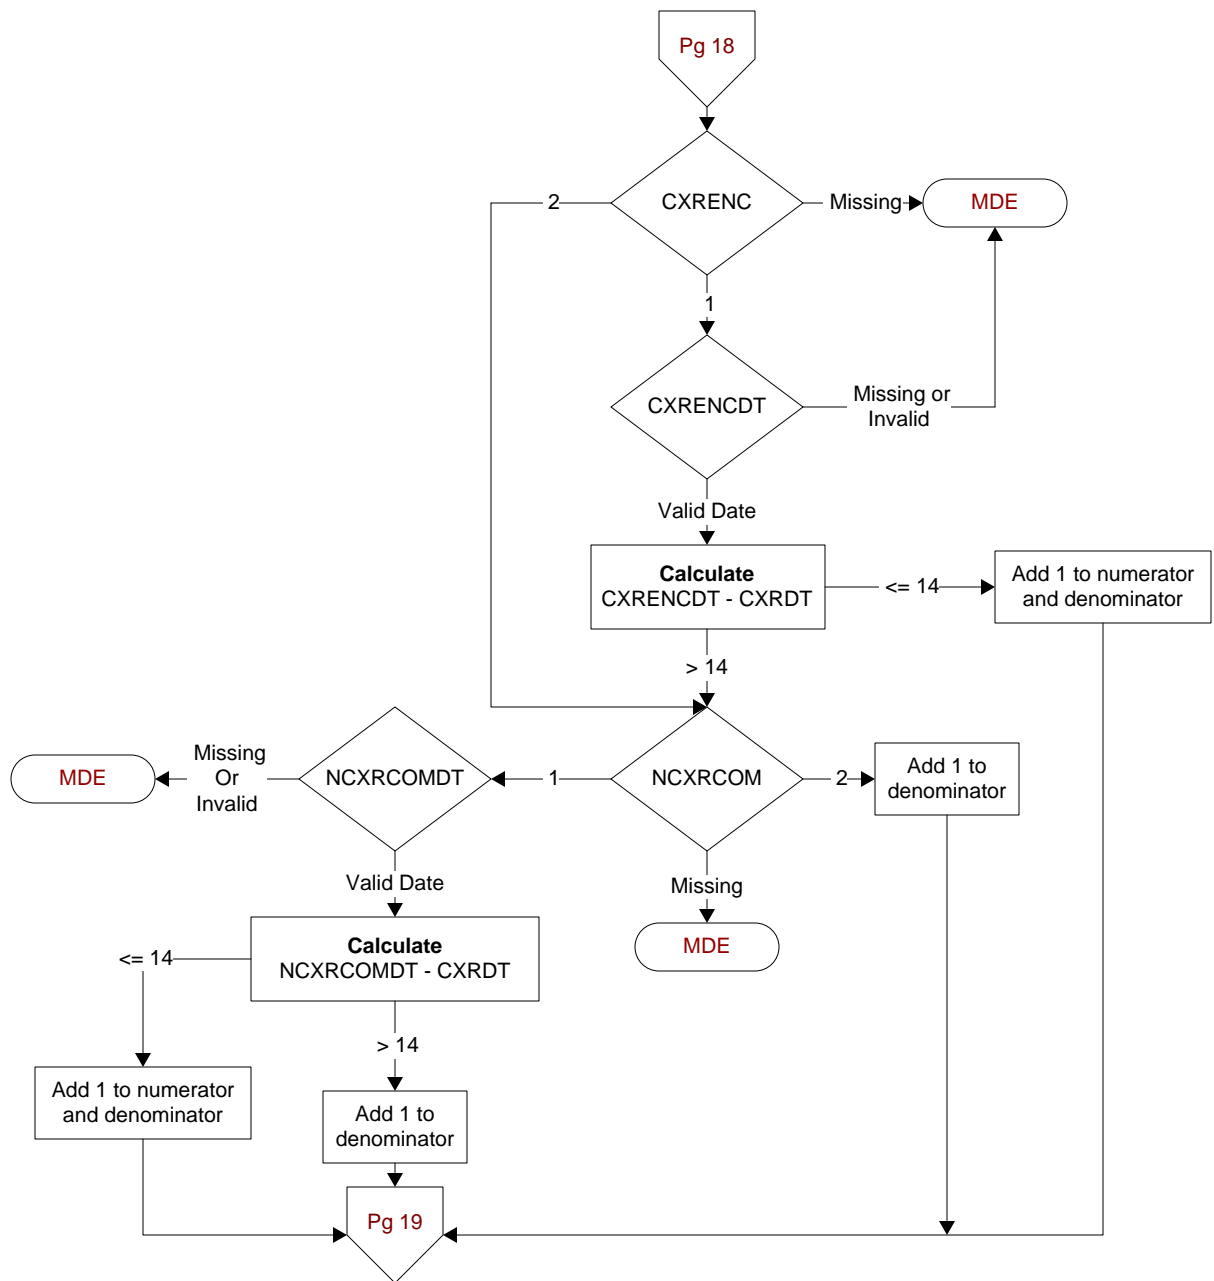 Pg 18
CXRENC
2
Missing
MDE
1
CXRENCDT
Missing or
Invalid
Valid Date
Calculate
CXRENCDT - CXRDT
<= 14
Add 1 to numerator
and denominator
> 14
Missing
Or
Invalid
MDE
NCXRCOMDT
1
NCXRCOM
2
Add 1 to
denominator
Valid Date
Missing
MDE
Calculate
NCXRCOMDT - CXRDT
<= 14
> 14
Add 1 to numerator
and denominator
Add 1 to
denominator
Pg 19